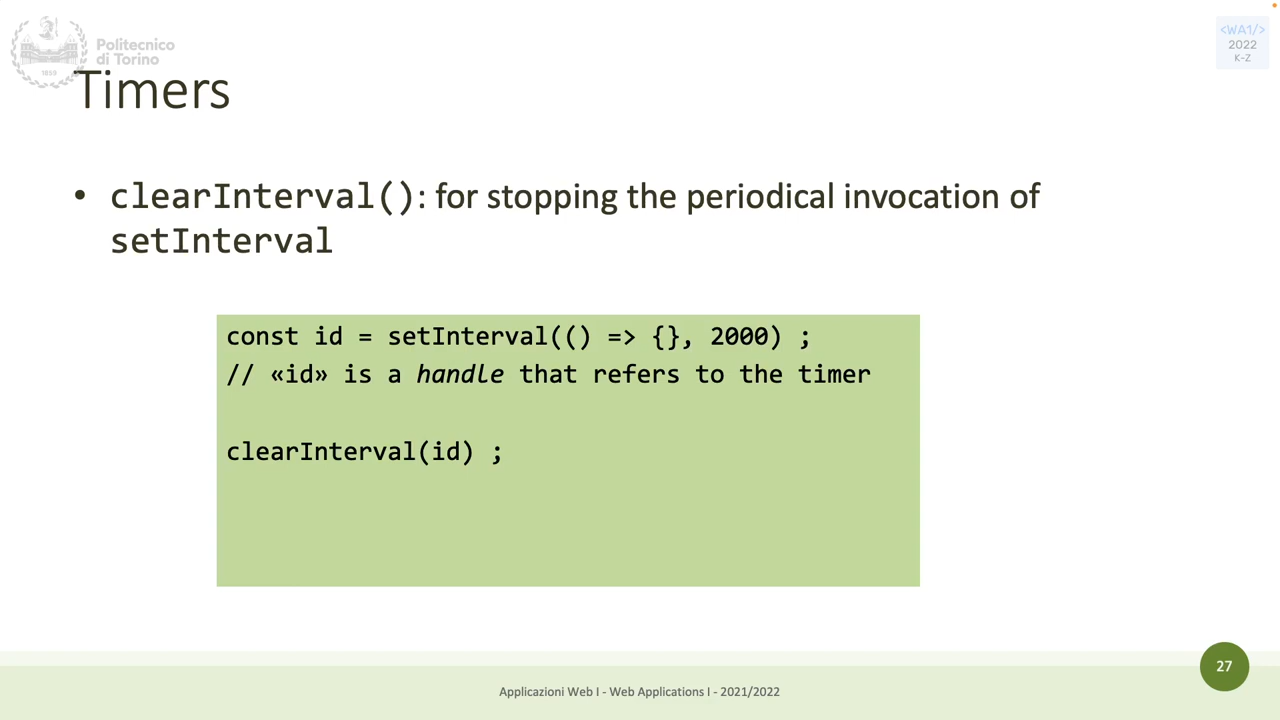 Politecnico
di Torino
1859
<WA1/>
2022
K-Z
Timers
• clearInterval(): for stopping the periodical invocation of
setInterval
const id = setInterval(() => {}, 2000) ;
// «id» is a handle that refers to the timer
clearInterval(id) ;
27
Applicazioni Web I - Web Applications I - 2021/2022